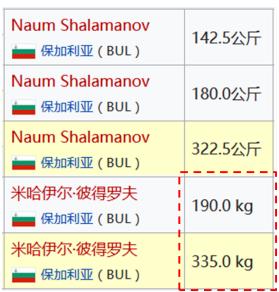 Naum Shalamanov
保加利亚 ( BUL )
142.5公斤
Naum Shalamanov
保加利亚 ( BUL )
180.0公斤
Naum Shalamanov
保加利亚 ( BUL )
322.5公斤
米哈伊尔·彼得罗夫
保加利亚 ( BUL )
190.0 kg
米哈伊尔·彼得罗夫
保加利亚 ( BUL )
335.0 kg